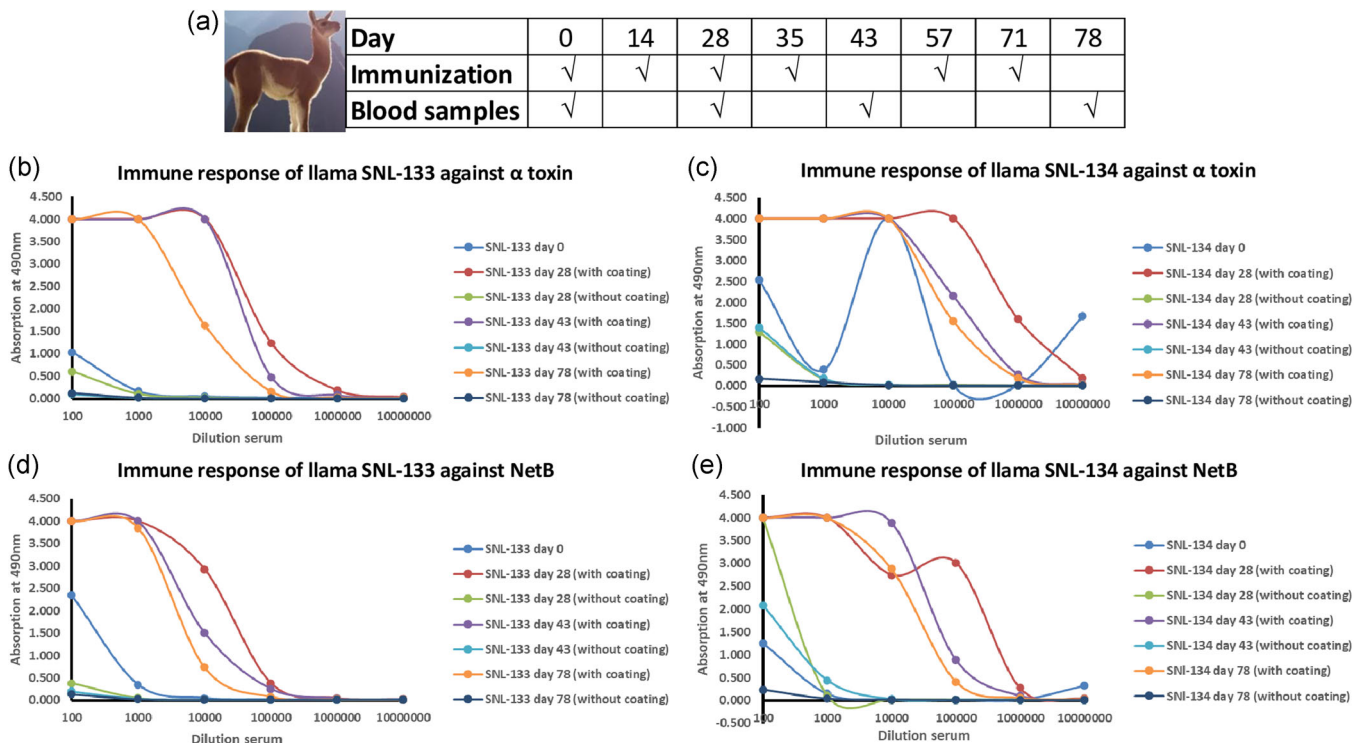 (a)
Day 0 14 28 35 43 57 71 78
Immunization √ √ √ √ √ √
Blood samples √ √ √ √
(b)
Immune response of llama SNL-133 against α toxin
Absorption at 490nm
4.500
4.000
3.500
3.000
2.500
2.000
1.500
1.000
0.500
0.000
100 1000 10000 100000 1000000 10000000
Dilution serum
SNL-133 day 0
SNL-133 day 28 (with coating)
SNL-133 day 28 (without coating)
SNL-133 day 43 (with coating)
SNL-133 day 43 (without coating)
SNL-133 day 78 (with coating)
SNL-133 day 78 (without coating)
(c)
Immune response of llama SNL-134 against α toxin
Absorption at 490nm
4.500
4.000
3.500
3.000
2.500
2.000
1.500
1.000
0.500
0.000
-0.500
-1.000
100 1000 10000 100000 1000000 10000000
Dilution serum
SNL-134 day 0
SNL-134 day 28 (with coating)
SNL-134 day 28 (without coating)
SNL-134 day 43 (with coating)
SNL-134 day 43 (without coating)
SNL-134 day 78 (with coating)
SNL-134 day 78 (without coating)
(d)
Immune response of llama SNL-133 against NetB
Absorption at 490nm
4.500
4.000
3.500
3.000
2.500
2.000
1.500
1.000
0.500
0.000
100 1000 10000 100000 1000000 10000000
Dilution serum
SNL-133 day 0
SNL-133 day 28 (with coating)
SNL-133 day 28 (without coating)
SNL-133 day 43 (with coating)
SNL-133 day 43 (without coating)
SNL-133 day 78 (with coating)
SNL-133 day 78 (without coating)
(e)
Immune response of llama SNL-134 against NetB
Absorption at 490nm
4.500
4.000
3.500
3.000
2.500
2.000
1.500
1.000
0.500
0.000
-0.500
100 1000 10000 100000 1000000 10000000
Dilution serum
SNL-134 day 0
SNL-134 day 28 (with coating)
SNL-134 day 28 (without coating)
SNL-134 day 43 (with coating)
SNL-134 day 43 (without coating)
SNL-134 day 78 (with coating)
SNL-134 day 78 (without coating)